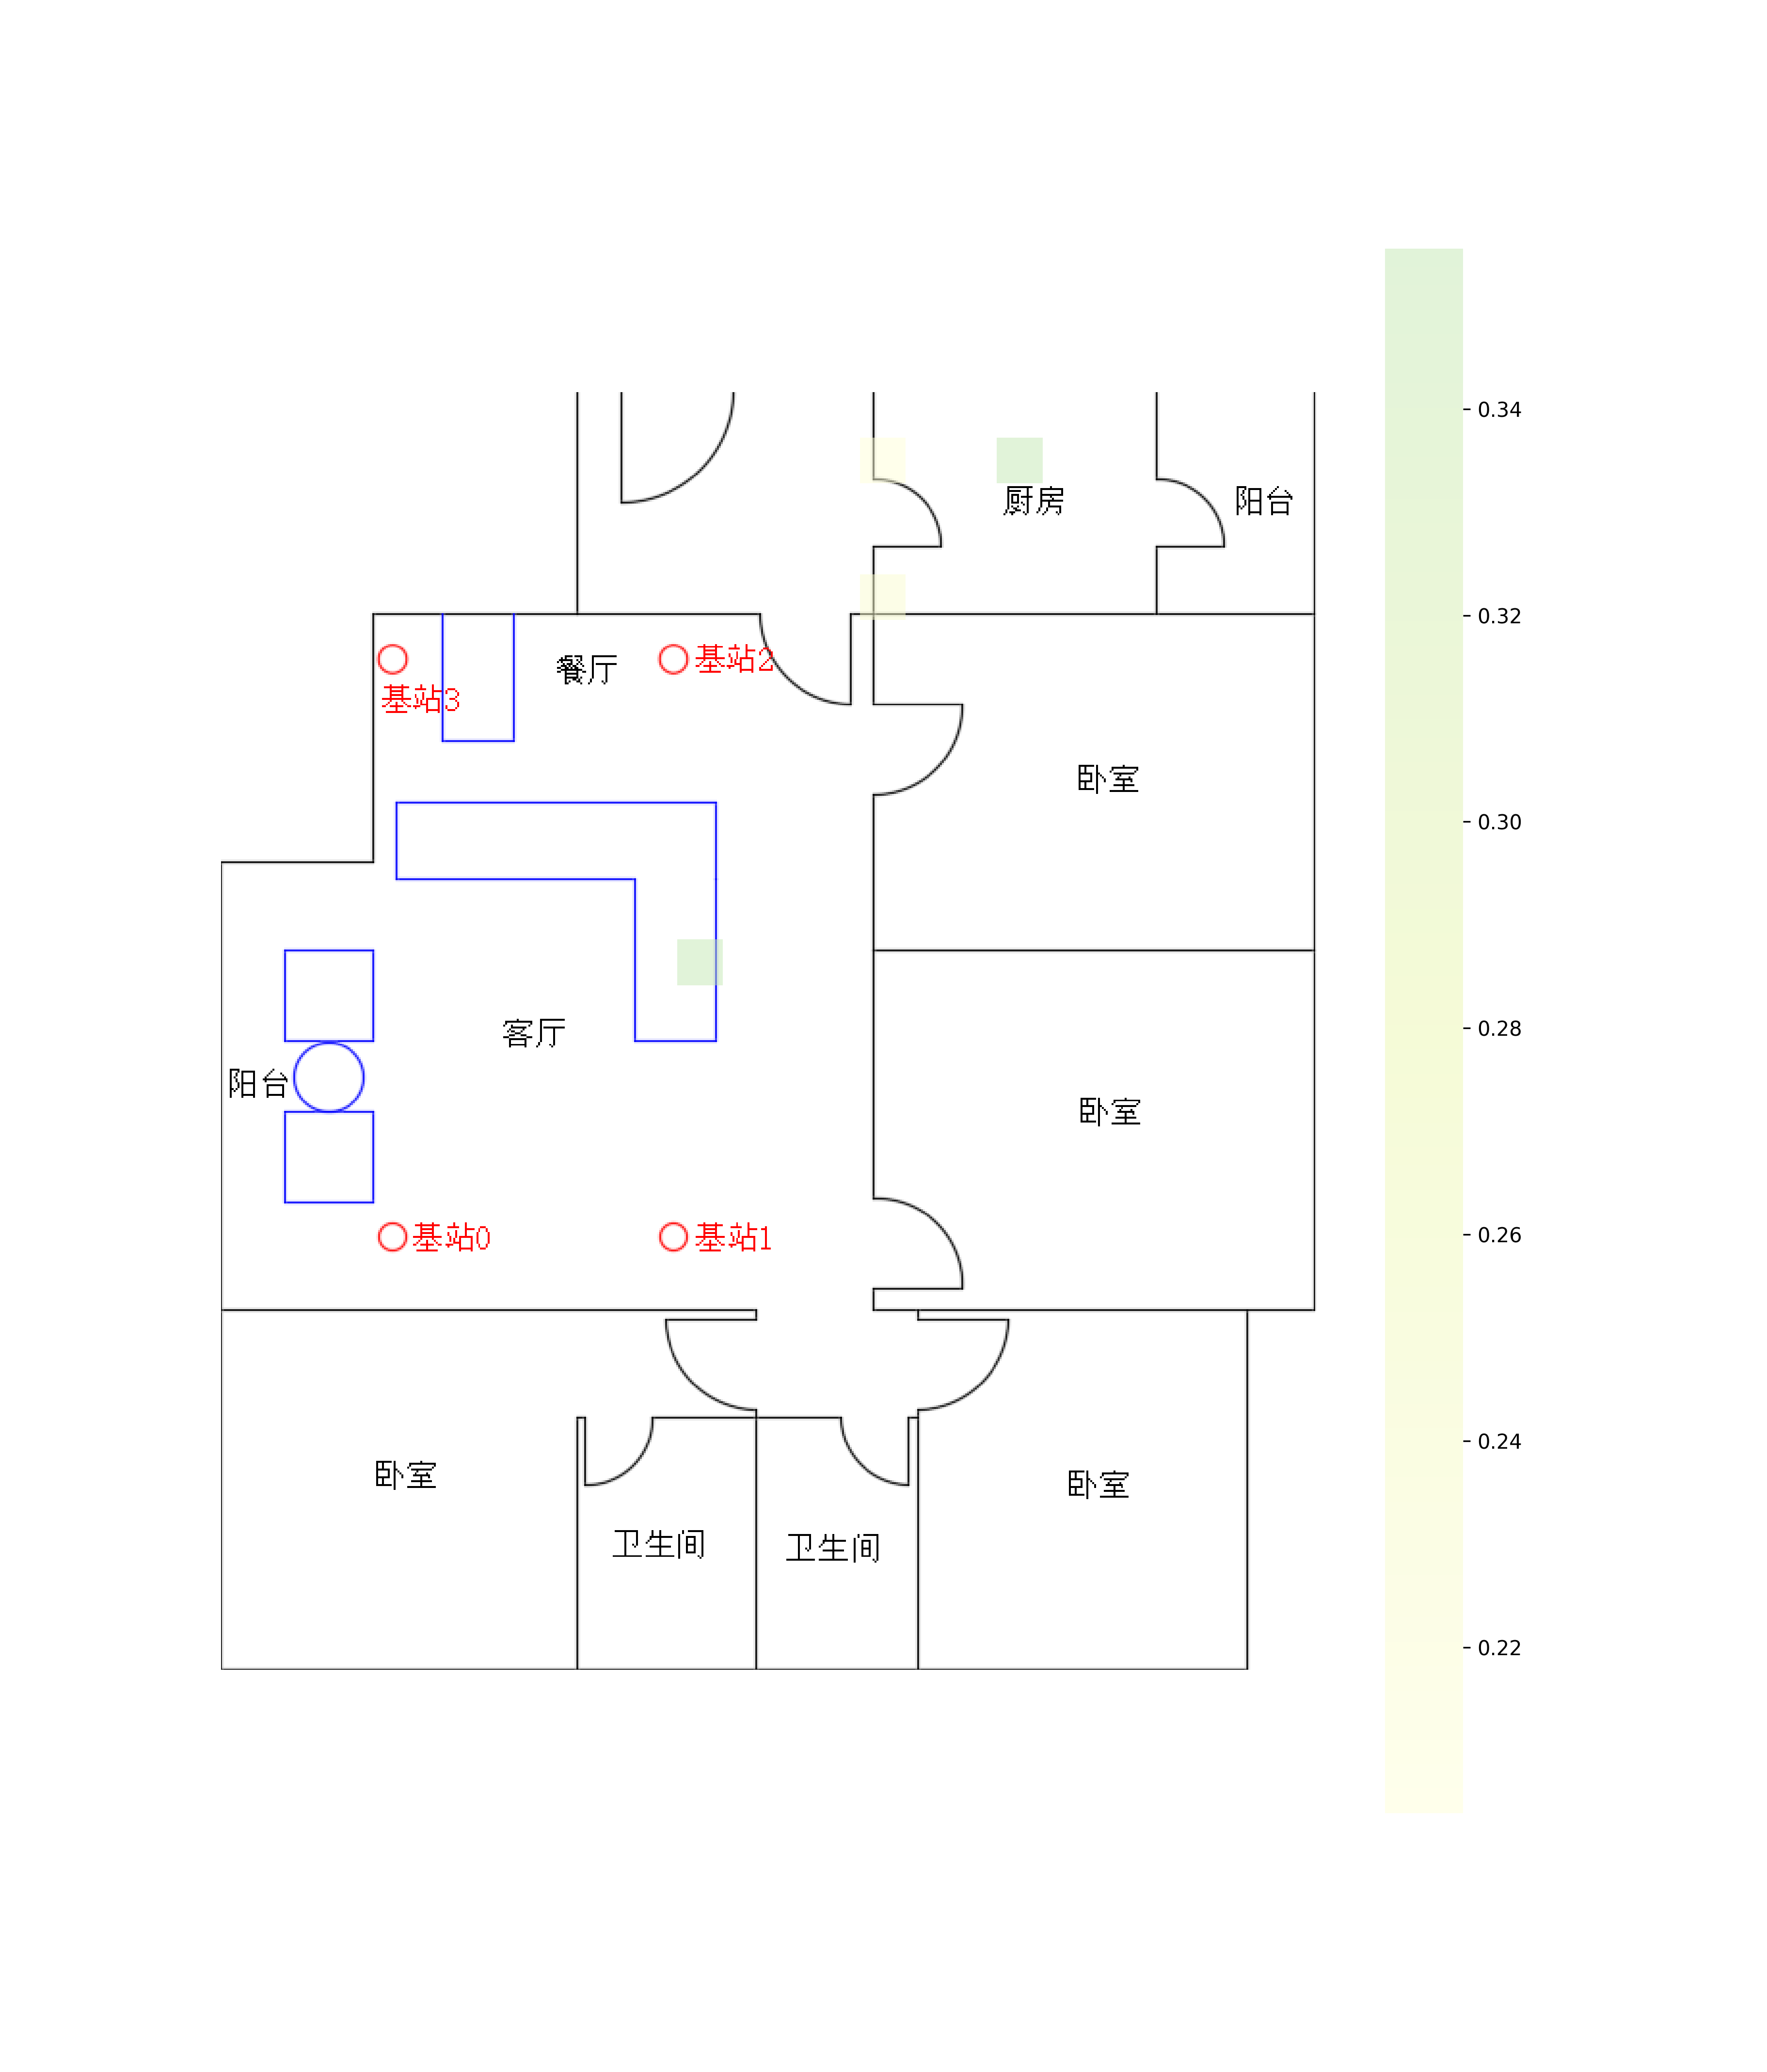 0.34
厨房
阳台
0.32
餐厅
基站2
基站3
卧室
0.30
0.28
客厅
阳台
卧室
基站0
基站1
0.26
0.24
卧室
卧室
卫生间
卫生间
0.22